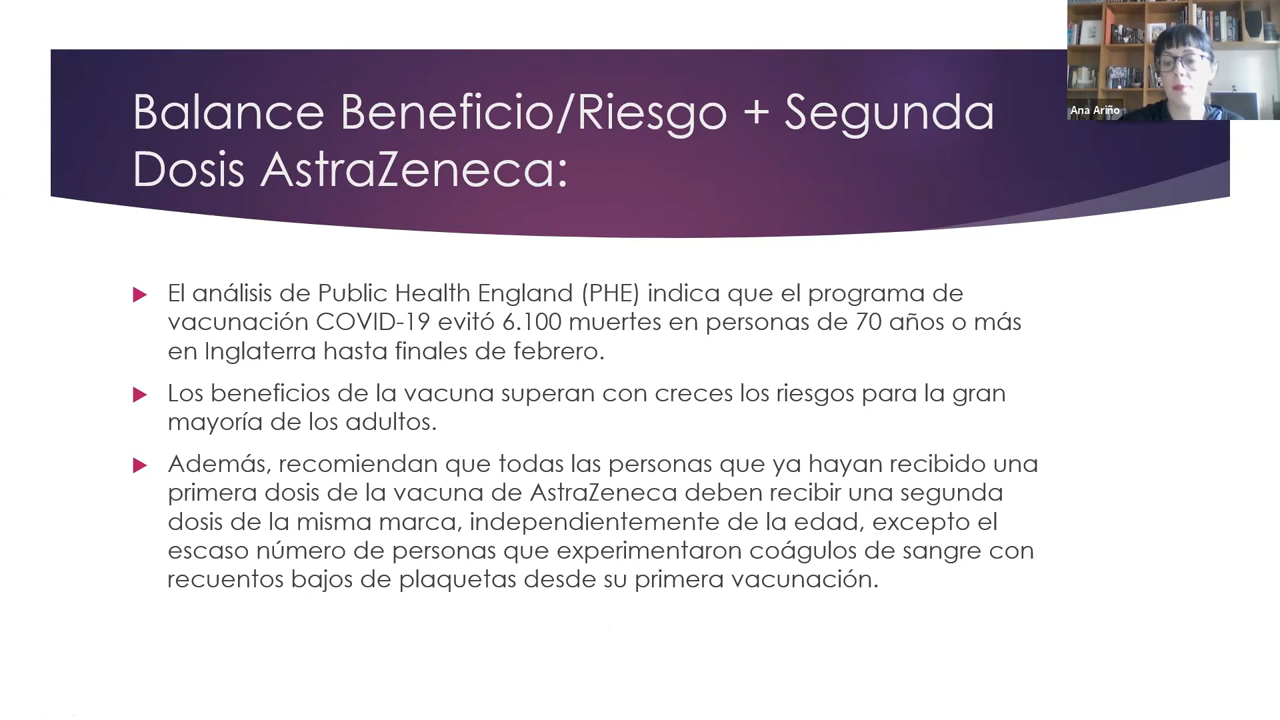 Balance Beneficio/Riesgo + Segunda
Dosis AstraZeneca:
Ana Ariño
El análisis de Public Health England (PHE) indica que el programa de
vacunación COVID-19 evitó 6.100 muertes en personas de 70 años o más
en Inglaterra hasta finales de febrero.
Los beneficios de la vacuna superan con creces los riesgos para la gran
mayoría de los adultos.
Además, recomiendan que todas las personas que ya hayan recibido una
primera dosis de la vacuna de AstraZeneca deben recibir una segunda
dosis de la misma marca, independientemente de la edad, excepto el
escaso número de personas que experimentaron coágulos de sangre con
recuentos bajos de plaquetas desde su primera vacunación.